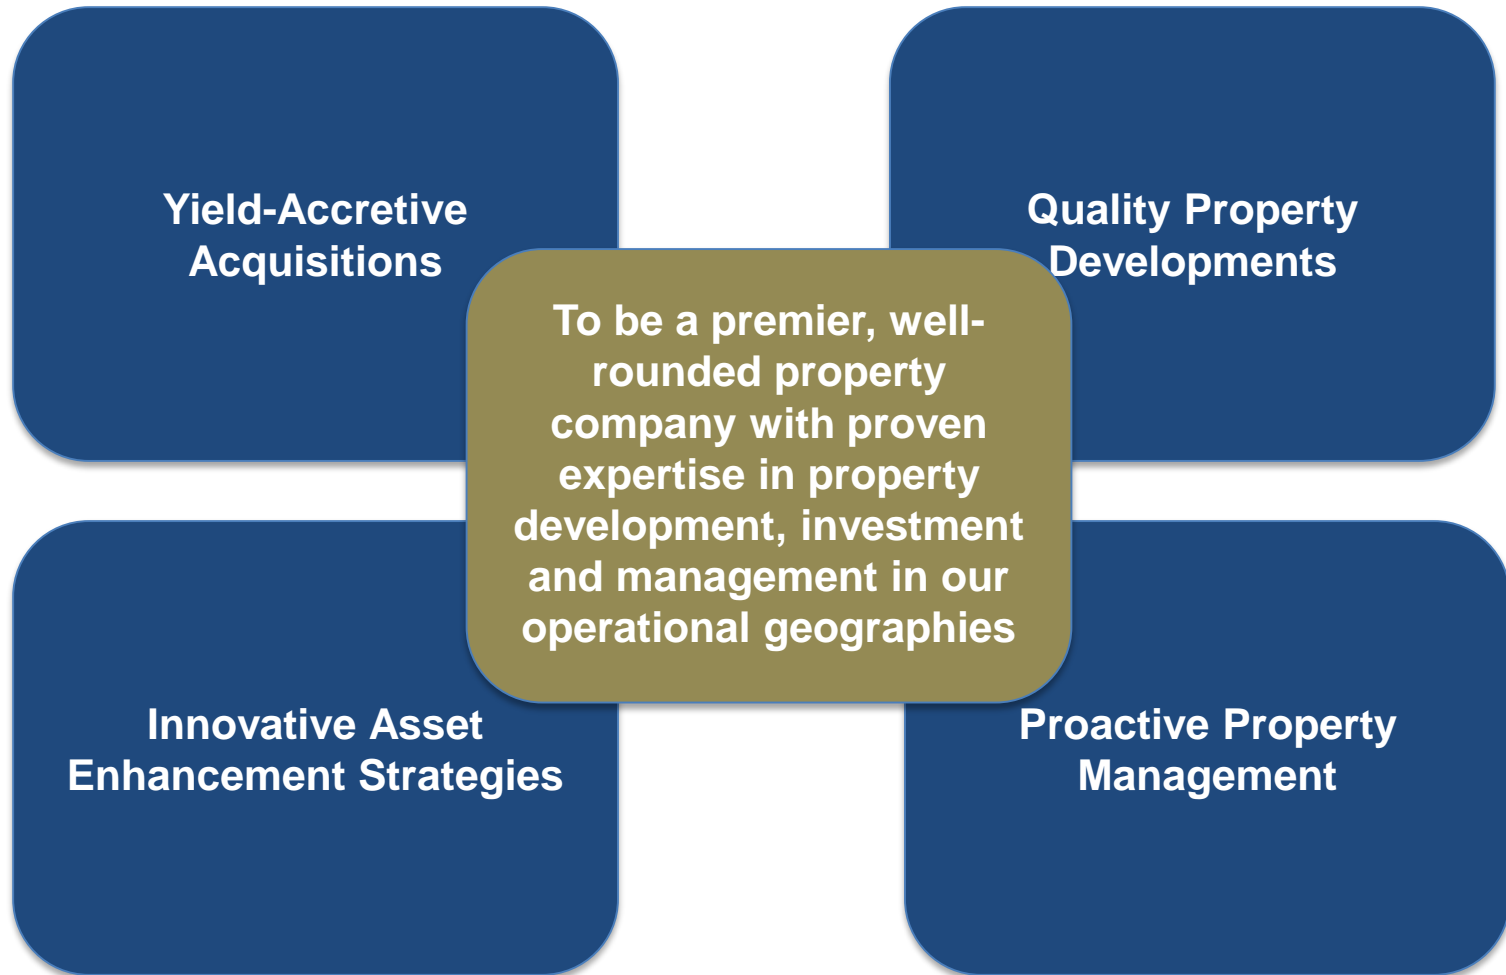 Yield-Accretive
Acquisitions
Quality Property
Developments
To be a premier, well-
rounded property
company with proven
expertise in property
development, investment
and management in our
operational geographies
Innovative Asset
Enhancement Strategies
Proactive Property
Management